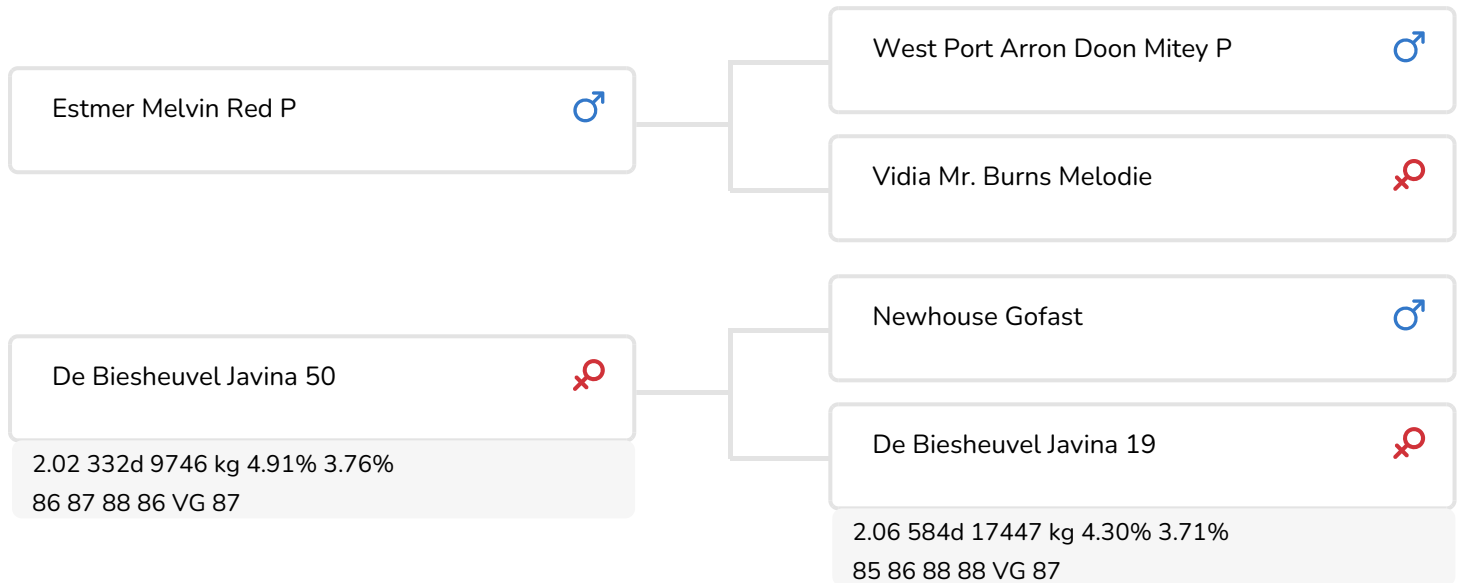 Estmer Melvin Red P
West Port Arron Doon Mitey P
Vidia Mr. Burns Melodie
De Biesheuvel Javina 50
2.02 332d 9746 kg 4.91% 3.76%
86 87 88 86 VG 87
Newhouse Gofast
De Biesheuvel Javina 19
2.06 584d 17447 kg 4.30% 3.71%
85 86 88 88 VG 87